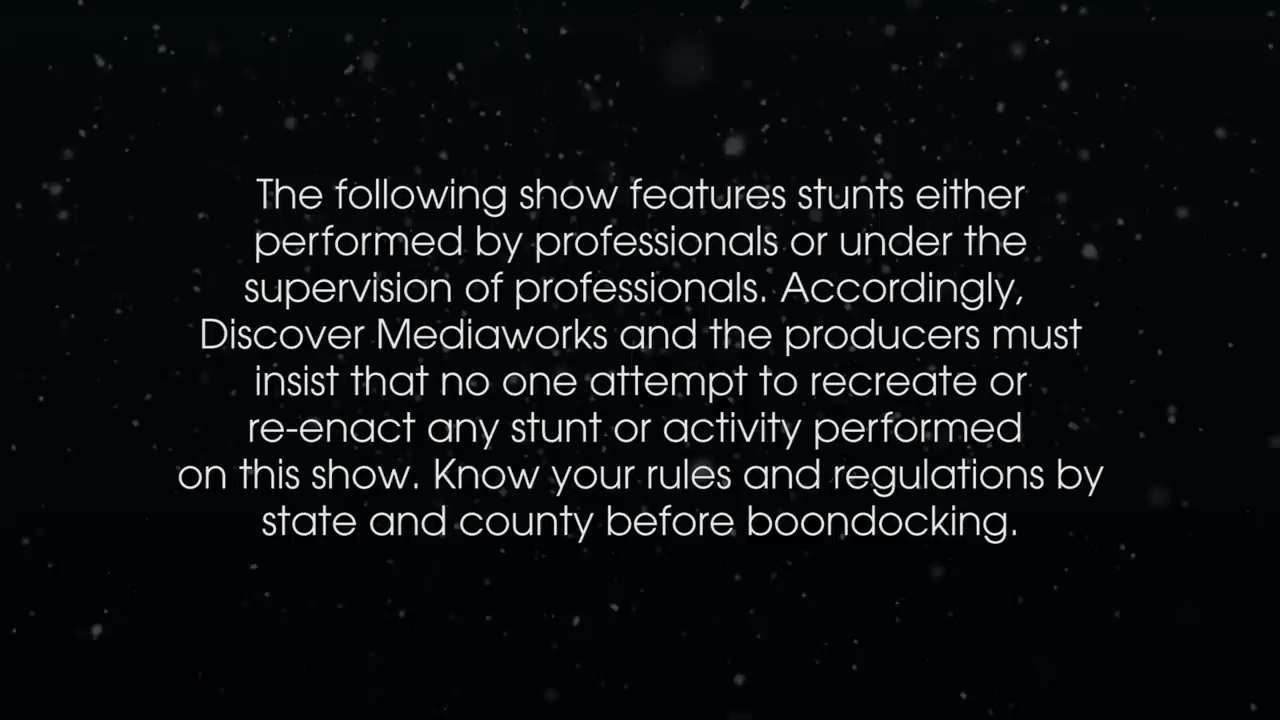 The following show features stunts either
performed by professionals or under the
supervision of professionals. Accordingly,
Discover Mediaworks and the producers must
insist that no one attempt to recreate or
re-enact any stunt or activity performed
on this show. Know your rules and regulations by
state and county before boondocking.